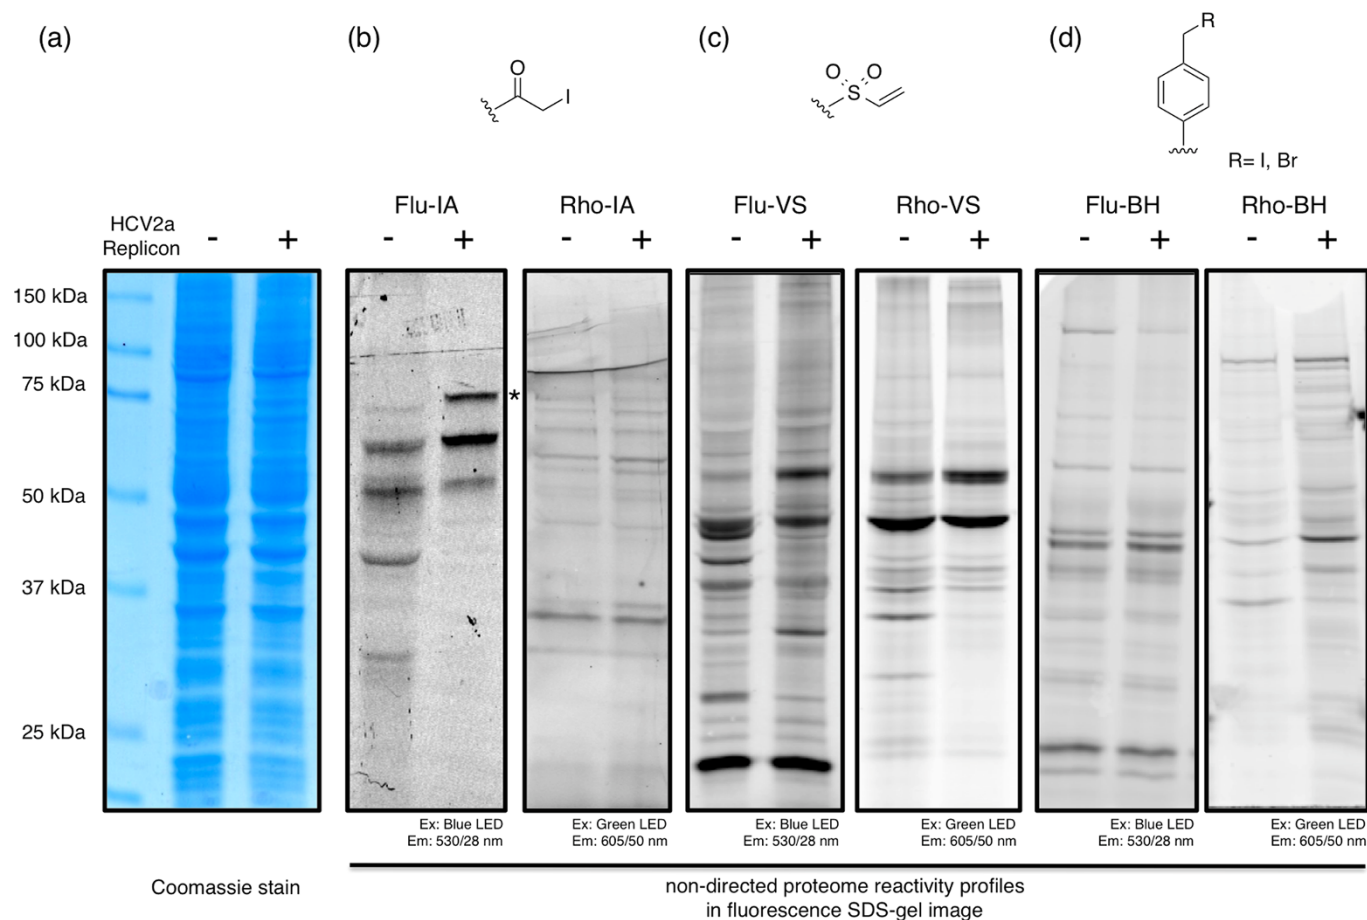 (a)
(b)
(c)
(d)
R
O
I
O O
S
R= I, Br
HCV2a
Replicon
- +
Flu-IA
- +
Rho-IA
- +
Flu-VS
- +
Rho-VS
- +
Flu-BH
- +
Rho-BH
- +
150 kDa
100 kDa
75 kDa
50 kDa
37 kDa
25 kDa
*
Ex: Blue LED
Em: 530/28 nm
Ex: Green LED
Em: 605/50 nm
Ex: Blue LED
Em: 530/28 nm
Ex: Green LED
Em: 605/50 nm
Ex: Blue LED
Em: 530/28 nm
Ex: Green LED
Em: 605/50 nm
Coomassie stain
non-directed proteome reactivity profiles
in fluorescence SDS-gel image